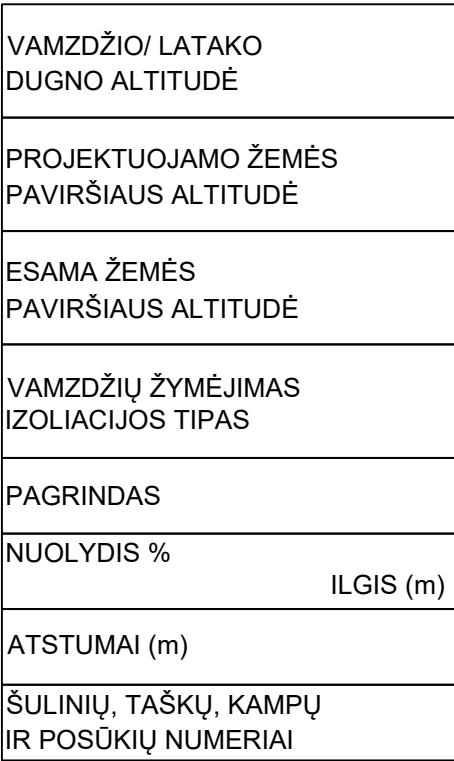 VAMZDŽIO/ LATAKO
DUGNO ALTITUDĖ
PROJEKTUOJAMO ŽEMĖS
PAVIRŠIAUS ALTITUDĖ
ESAMA ŽEMĖS
PAVIRŠIAUS ALTITUDĖ
VAMZDŽIŲ ŽYMĖJIMAS
IZOLIACIJOS TIPAS
PAGRINDAS
NUOLYDIS %
ILGIS (m)
ATSTUMAI (m)
ŠULINIŲ, TAŠKŲ, KAMPŲ
IR POSŪKIŲ NUMERIAI